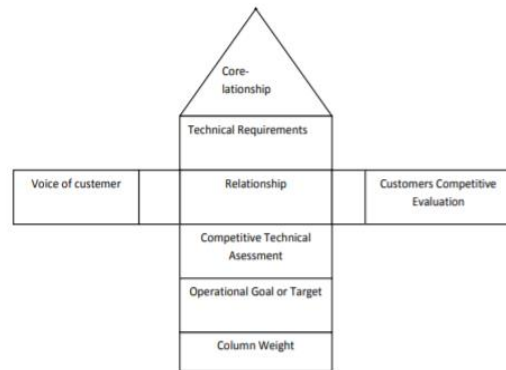 Core-
lationship
Technical Requirements
Voice of custemer
Relationship
Customers Competitive
Evaluation
Competitive Technical
Asessment
Operational Goal or Target
Column Weight